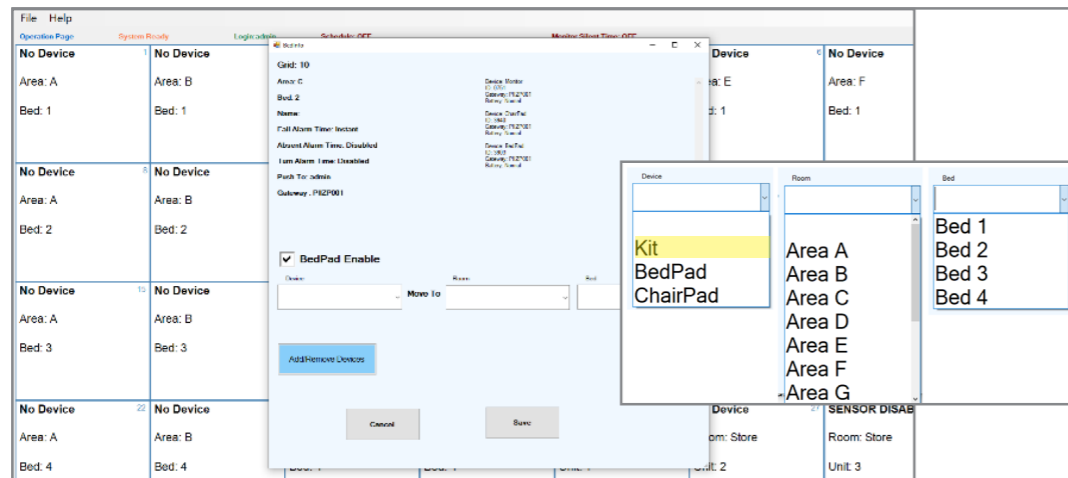 File Help
Operation Page System Ready Login:admin Schedule: OFF Monitor Silent Time: OFF
No Device 1 No Device Device 6 No Device
Area: A Area: B ea: E Area: F
Bed: 1 Bed: 1 d: 1 Bed: 1
No Device 8 No Device
Area: A Area: B
Bed: 2 Bed: 2
No Device 15 No Device
Area: A Area: B
Bed: 3 Bed: 3
No Device 22 No Device Device 27 SENSOR DISAB
Area: A Area: B om: Store Room: Store
Bed: 4 Bed: 4 Unit: 2 Unit: 3
BedInfo
Grid: 10
Area: C
Bed: 2
Name:
Fall Alarm Time: Instant
Absent Alarm Time: Disabled
Turn Alarm Time: Disabled
Push To: admin
Gateway : PIIZP001
Device: Monitor
Gateway: PIIZP001
Battery: Normal
Device: ChairPad
Gateway: PIIZP001
Battery: Normal
Device: BedPad
Gateway: PIIZP001
Battery: Normal
BedPad Enable
Device Room Bed
Move To
Add/Remove Devices
Cancel Save
Device Room Bed
Kit
BedPad
ChairPad
Area A
Area B
Area C
Area D
Area E
Area F
Area G
Bed 1
Bed 2
Bed 3
Bed 4